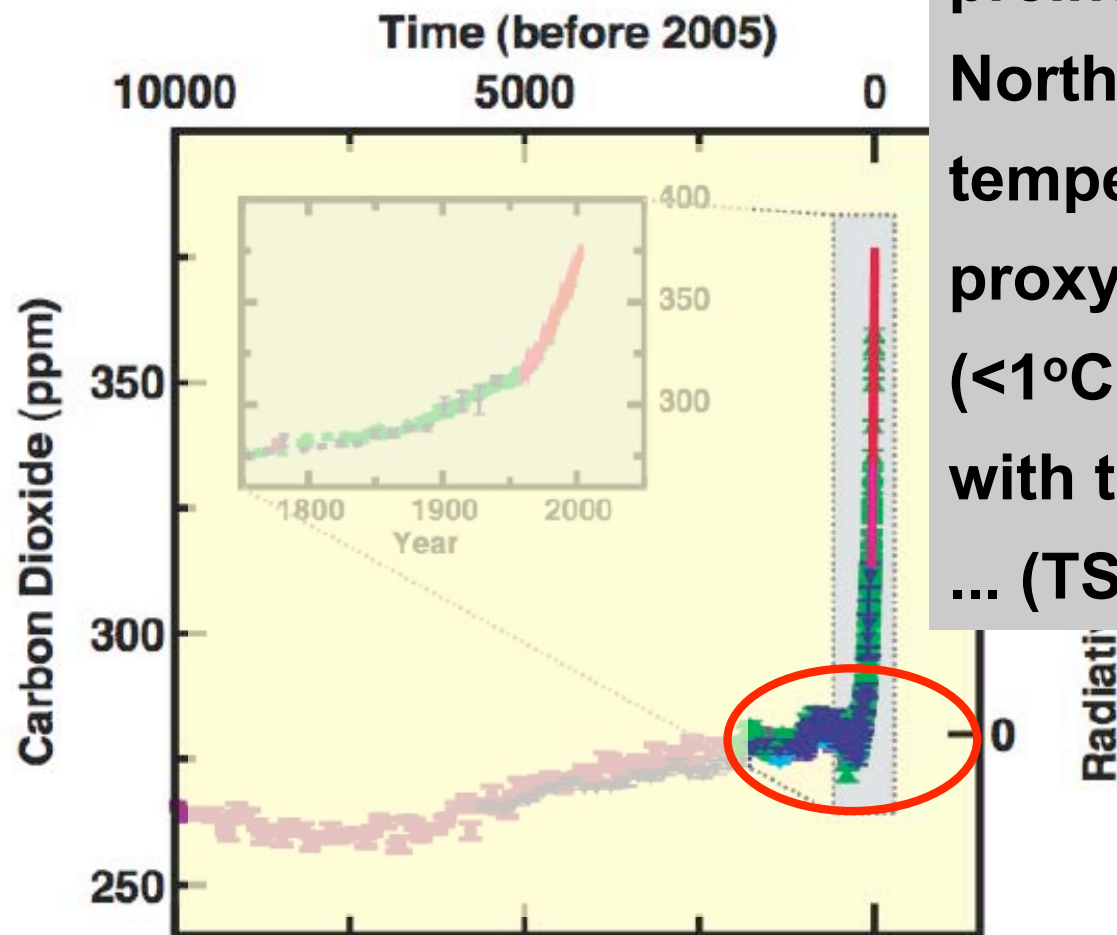 Time (before 2005)
10000 5000 0
North
tempe
proxy
(<1°C
with t
... (TS
Carbon Dioxide (ppm)
350
300
250
400
350
300
1800 1900 2000
Year
0
Radiati